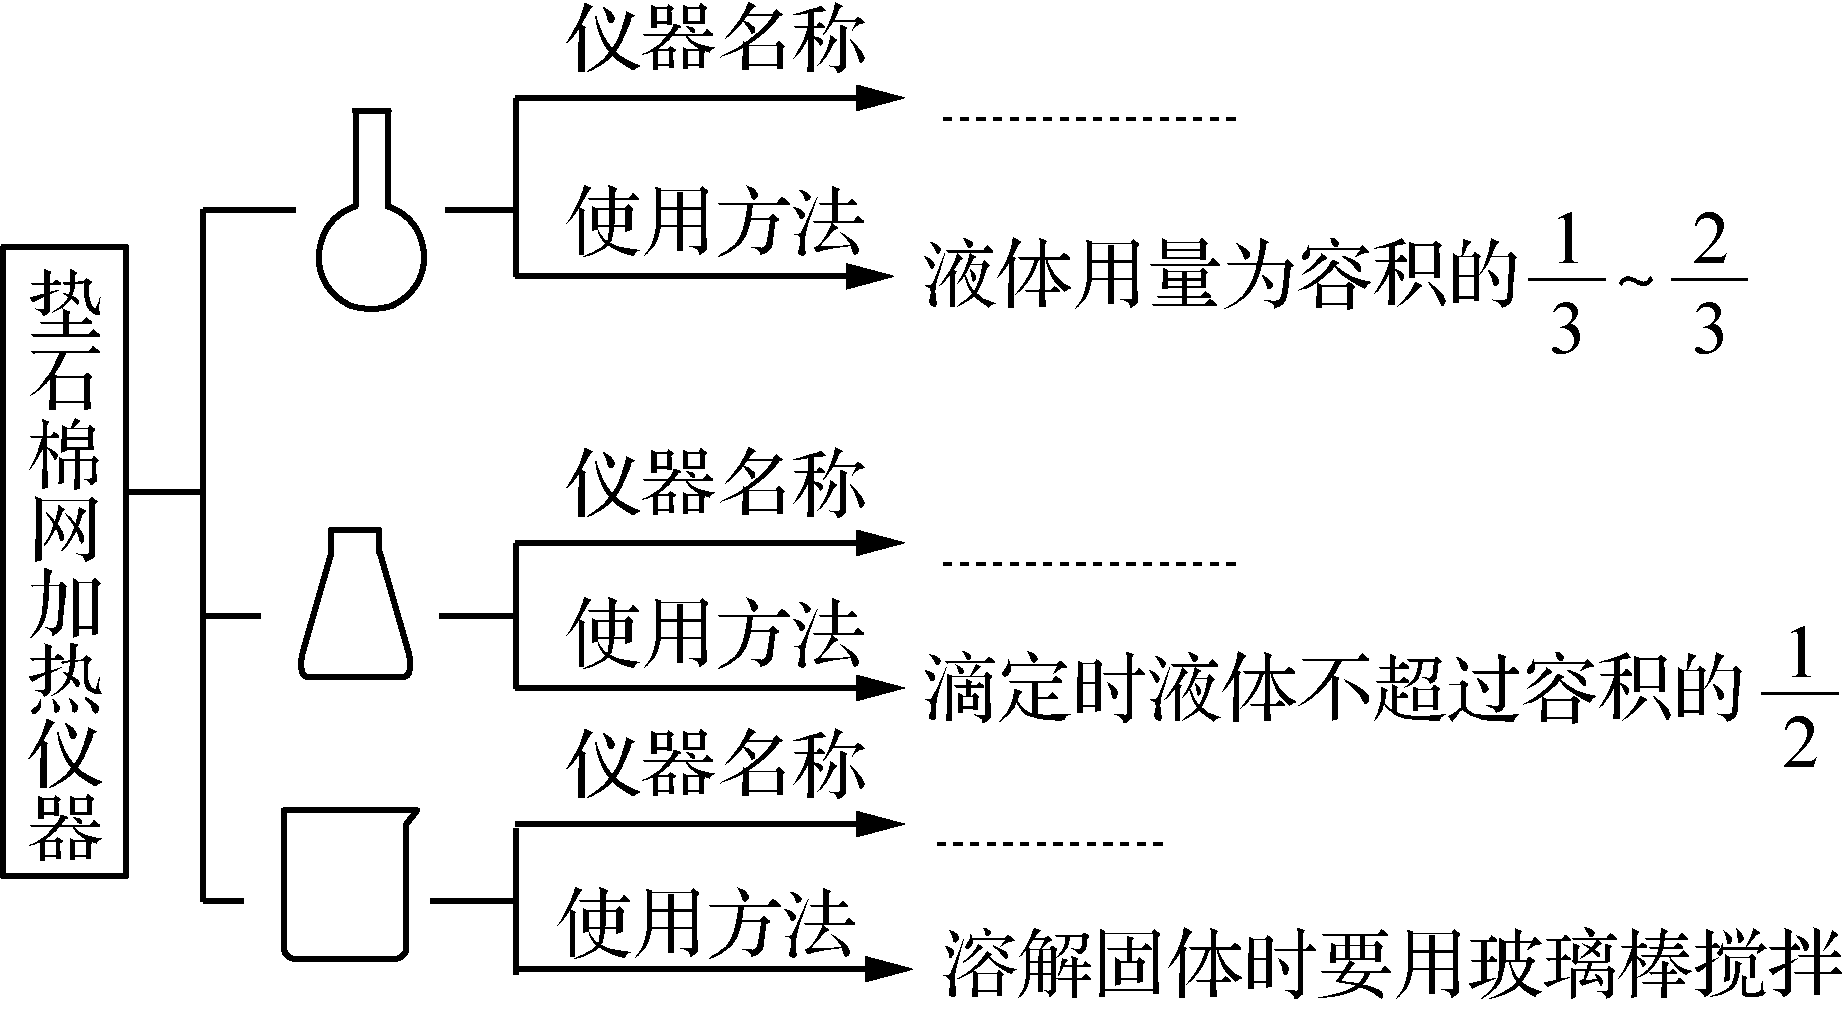 垫石棉网加热仪器
仪器名称
使用方法
液体用量为容积的1/3~2/3
仪器名称
使用方法
滴定时液体不超过容积的1/2
仪器名称
使用方法
溶解固体时要用玻璃棒搅拌